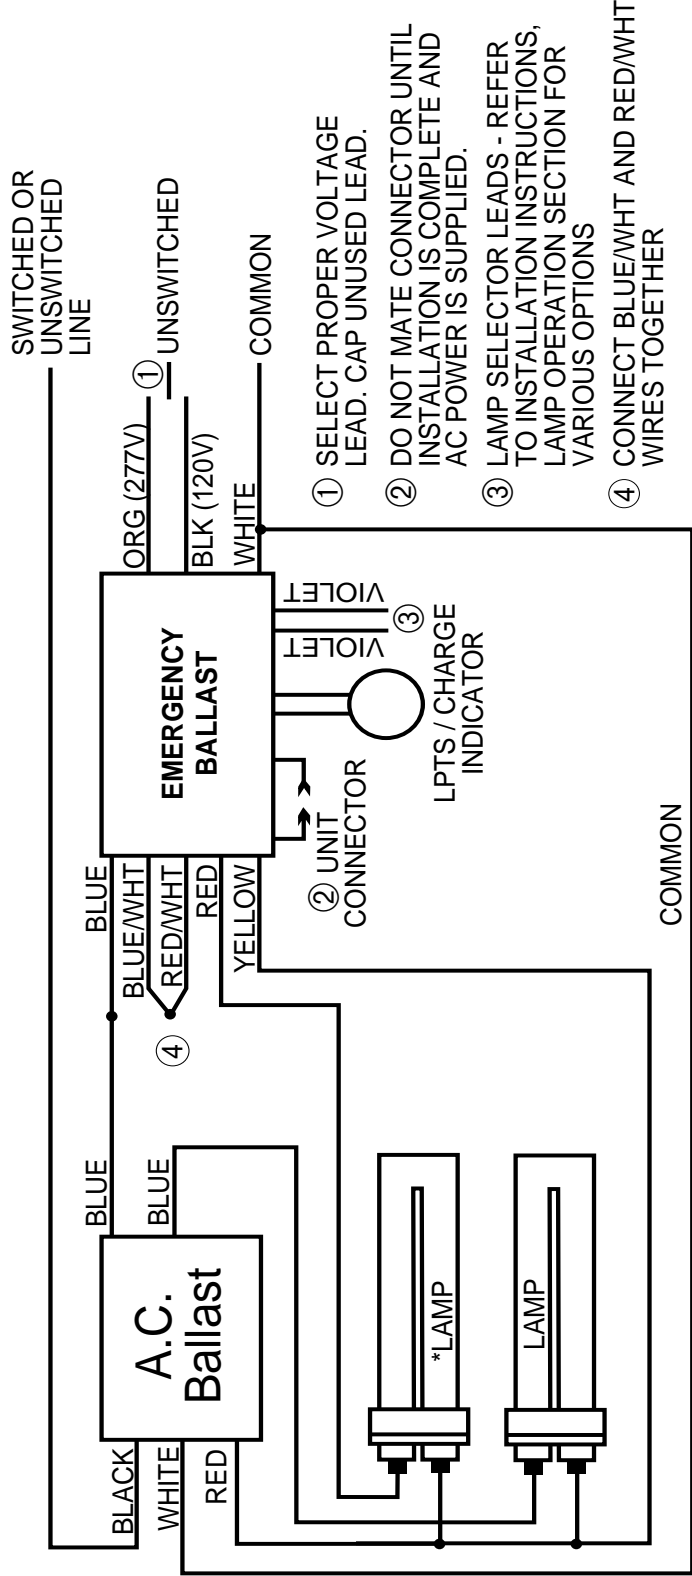 SWITCHED OR
UNSWITCHED
LINE
① UNSWITCHED
COMMON
ORG (277V)
BLK (120V)
WHITE
EMERGENCY
BALLAST
BLUE
BLUE/WHT
RED/WHT
RED
YELLOW
④
VIOLET
VIOLET
③
LPTS / CHARGE
INDICATOR
② UNIT
CONNECTOR
BLUE
BLUE
A.C.
Ballast
BLACK
WHITE
RED
*LAMP
LAMP
COMMON
① SELECT PROPER VOLTAGE
LEAD. CAP UNUSED LEAD.
② DO NOT MATE CONNECTOR UNTIL
INSTALLATION IS COMPLETE AND
AC POWER IS SUPPLIED.
③ LAMP SELECTOR LEADS - REFER
TO INSTALLATION INSTRUCTIONS,
LAMP OPERATION SECTION FOR
VARIOUS OPTIONS
④ CONNECT BLUE/WHT AND RED/WHT
WIRES TOGETHER